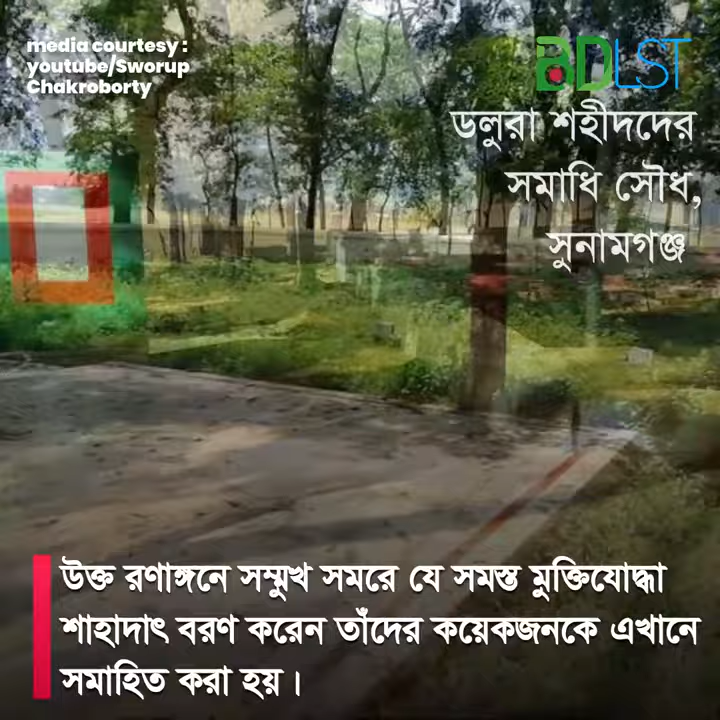 media courtesy :
youtube/Sworup
Chakroborty
BDLST
ডলুরা শহীদদের
সমাধি সৌধ,
সুনামগঞ্জ
উক্ত রণাঙ্গনে সম্মুখ সমরে যে সমস্ত মুক্তিযোদ্ধা
শাহাদাৎ বরণ করেন তাঁদের কয়েকজনকে এখানে
সমাহিত করা হয়।